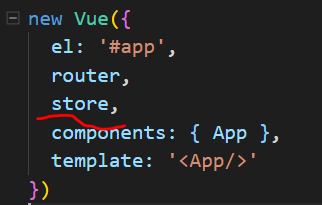 new Vue({
  el: '#app',
  router,
  store,
  components: { App },
  template: '<App/>'
})